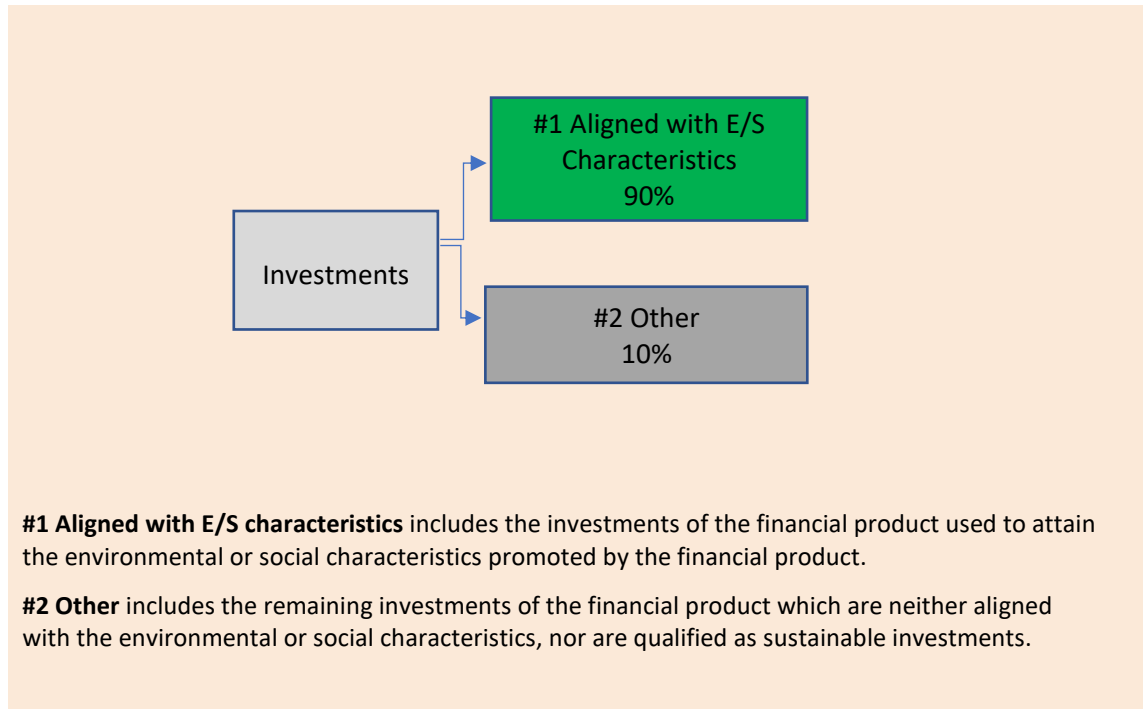 #1 Aligned with E/S
Characteristics
90%
Investments
#2 Other
10%
#1 Aligned with E/S characteristics includes the investments of the financial product used to attain
the environmental or social characteristics promoted by the financial product.
#2 Other includes the remaining investments of the financial product which are neither aligned
with the environmental or social characteristics, nor are qualified as sustainable investments.